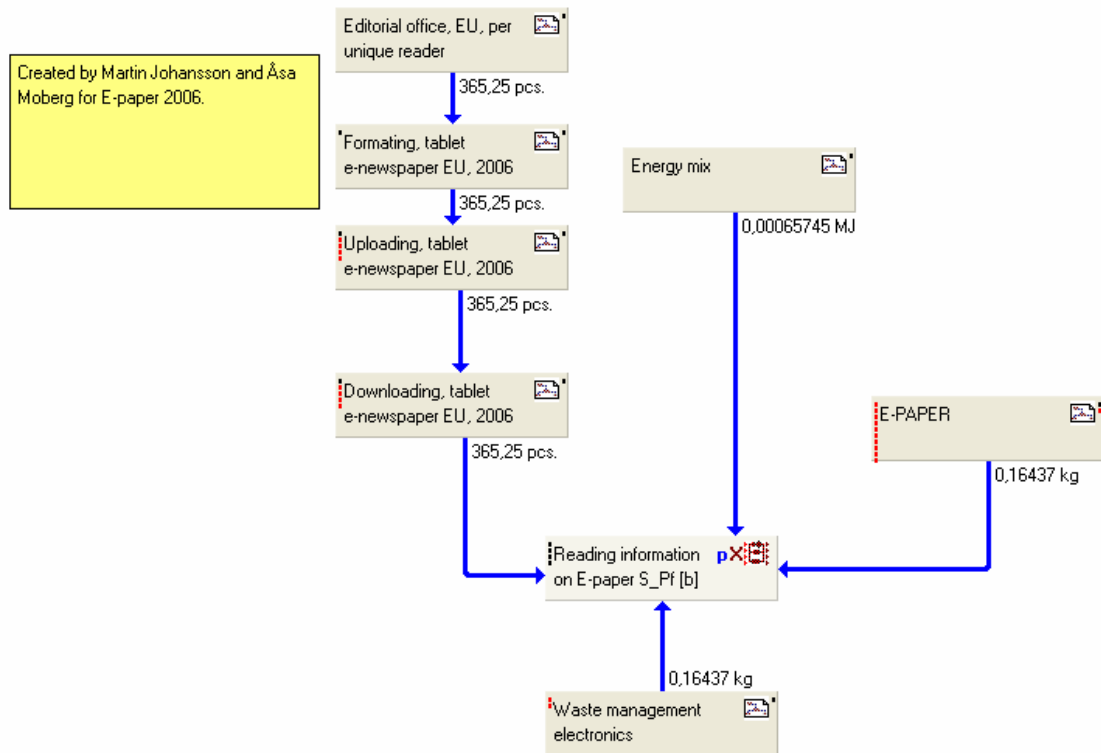 Editorial office, EU, per
unique reader
Created by Martin Johansson and Åsa
Moberg for E-paper 2006.
365,25 pcs.
Formating, tablet
e-newspaper EU, 2006
Energy mix
365,25 pcs.
0,00065745 MJ
Uploading, tablet
e-newspaper EU, 2006
365,25 pcs.
Downloading, tablet
e-newspaper EU, 2006
E-PAPER
365,25 pcs.
0,16437 kg
Reading information
on E-paper S_Pf [b]
pX
0,16437 kg
Waste management
electronics